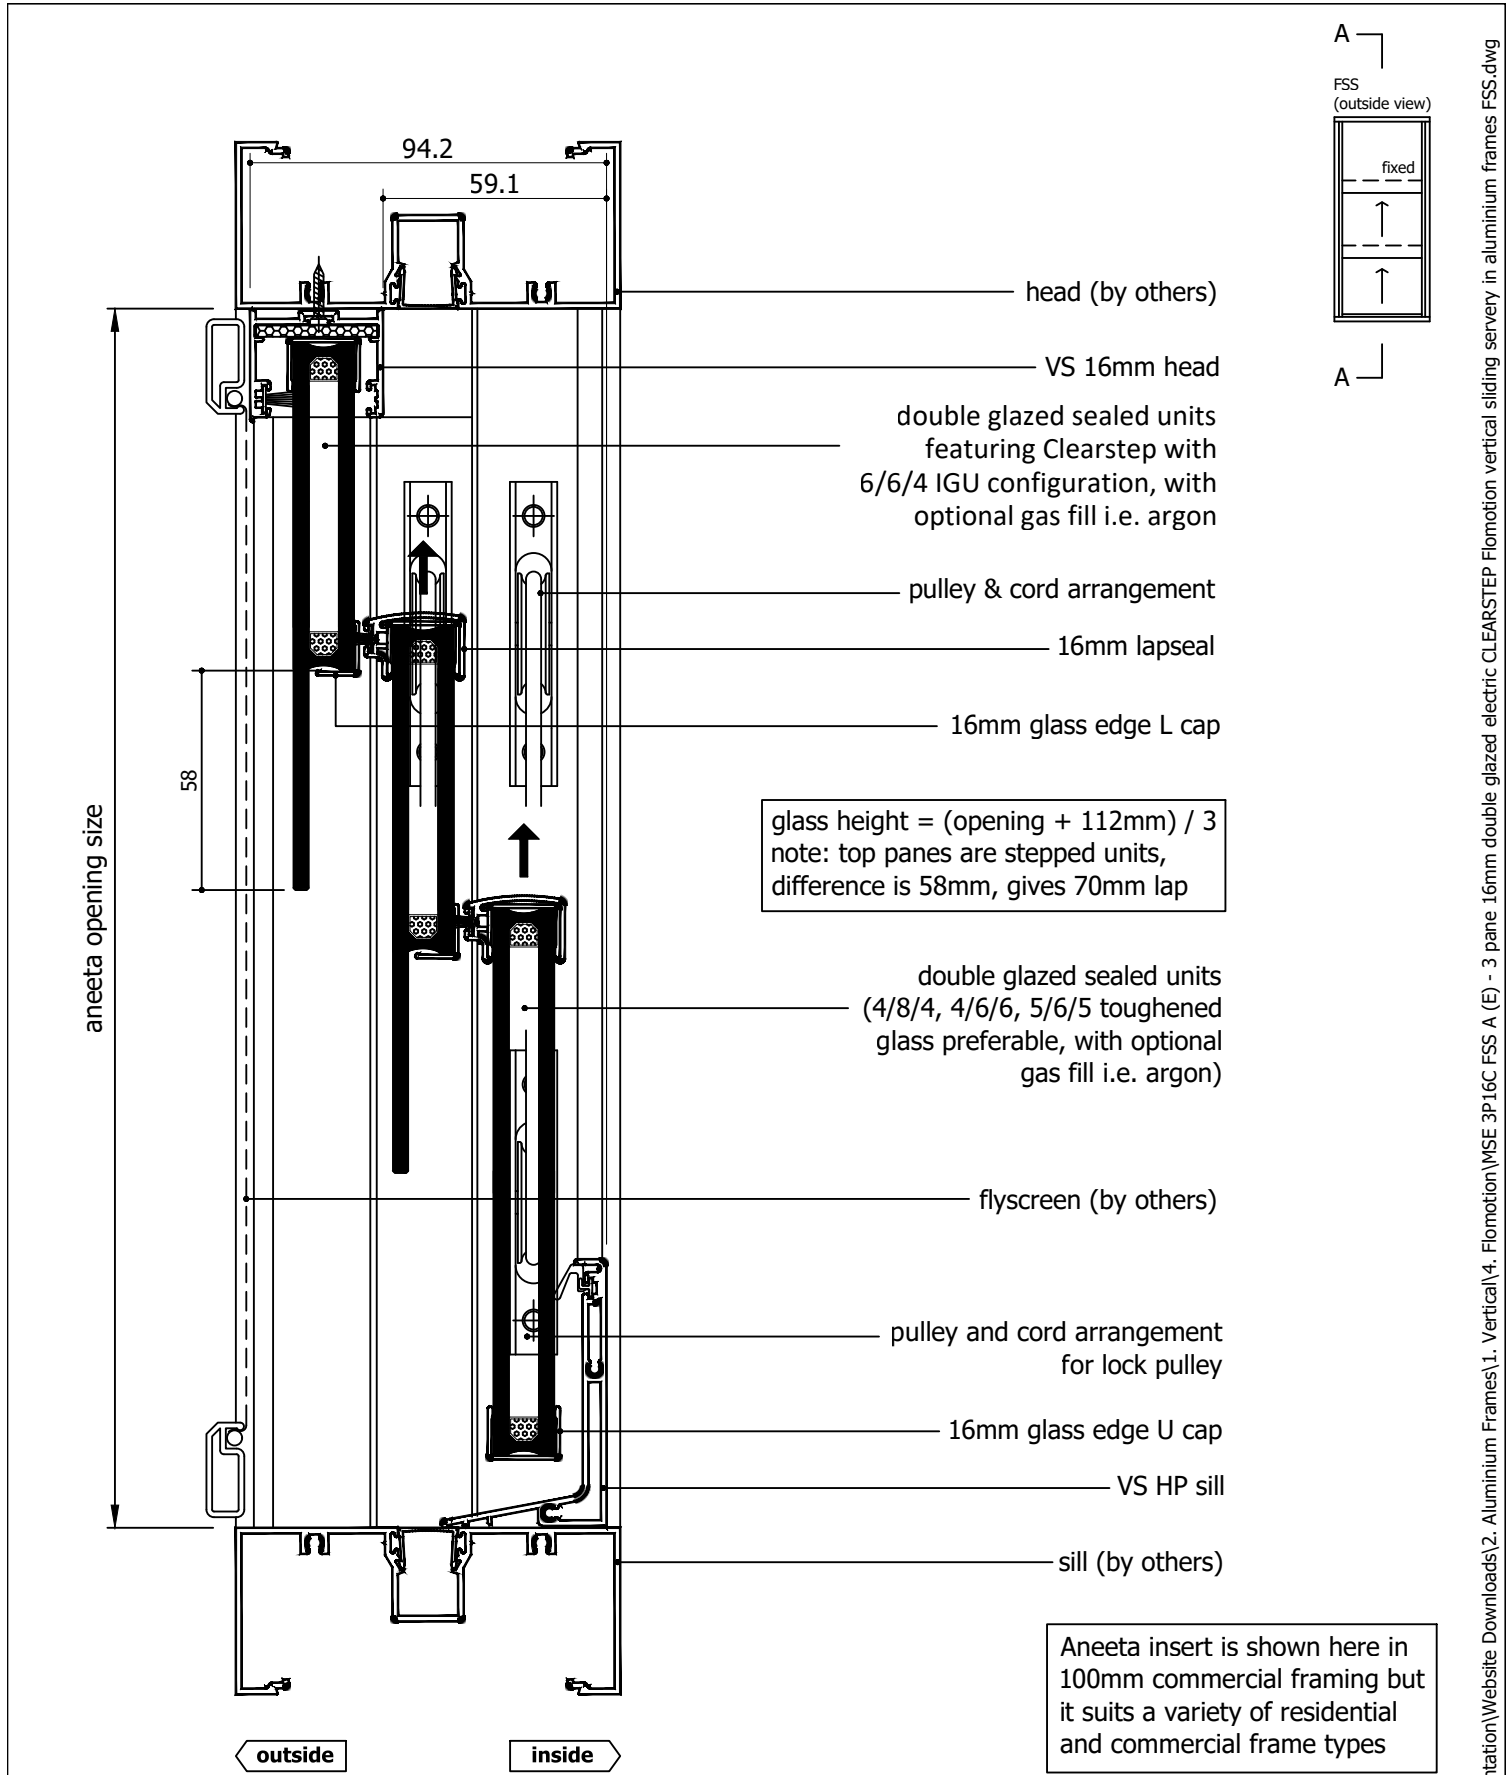 A
FSS
(outside view)
fixed
A
94.2
59.1
head (by others)
VS 16mm head
double glazed sealed units
featuring Clearstep with
6/6/4 IGU configuration, with
optional gas fill i.e. argon
pulley & cord arrangement
16mm lapseal
16mm glass edge L cap
58
aneeta opening size
glass height = (opening + 112mm) / 3
note: top panes are stepped units,
difference is 58mm, gives 70mm lap
double glazed sealed units
(4/8/4, 4/6/6, 5/6/5 toughened
glass preferable, with optional
gas fill i.e. argon)
flyscreen (by others)
pulley and cord arrangement
for lock pulley
16mm glass edge U cap
VS HP sill
sill (by others)
Aneeta insert is shown here in
100mm commercial framing but
it suits a variety of residential
and commercial frame types
outside
inside
ntation\Website Downloads\2. Aluminium Frames\1. Vertical\4. Flomotion\MSE 3P16C FSS A (E) - 3 pane 16mm double glazed electric CLEARSTEP Flomotion vertical sliding servery in aluminium frames FSS.dwg